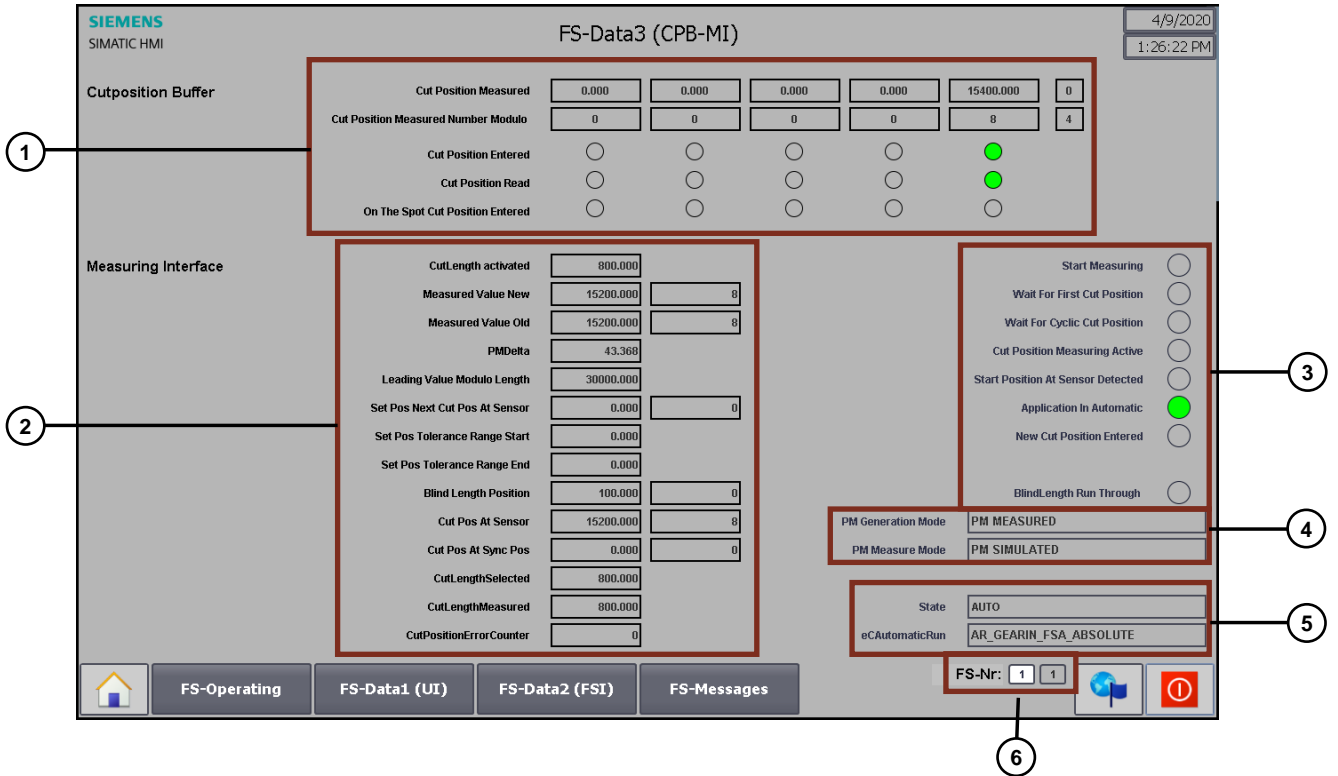 SIEMENS
SIMATIC HMI
FS-Data3 (CPB-MI)
4/9/2020
1:26:22 PM
Cutposition Buffer
Cut Position Measured 0.000 0.000 0.000 0.000 15400.000 0
Cut Position Measured Number Modulo 0 0 0 0 8 4
1
Cut Position Entered
Cut Position Read
On The Spot Cut Position Entered
Measuring Interface
CutLength activated 800.000
Measured Value New 15200.000 8
Measured Value Old 15200.000 8
PMDelta 43.368
Leading Value Modulo Length 30000.000
Set Pos Next Cut Pos At Sensor 0.000 0
Set Pos Tolerance Range Start 0.000
Set Pos Tolerance Range End 0.000
Blind Length Position 100.000 0
Cut Pos At Sensor 15200.000 8
Cut Pos At Sync Pos 0.000 0
CutLengthSelected 800.000
CutLengthMeasured 800.000
CutPositionErrorCounter 0
2
Start Measuring
Wait For First Cut Position
Wait For Cyclic Cut Position
Cut Position Measuring Active
Start Position At Sensor Detected
Application In Automatic
New Cut Position Entered
BlindLength Run Through
3
PM Generation Mode PM MEASURED
PM Measure Mode PM SIMULATED
4
State AUTO
eCAutomaticRun AR_GEARIN_FSA_ABSOLUTE
5
FS-Operating
FS-Data1 (UI)
FS-Data2 (FSI)
FS-Messages
FS-Nr: 1 1
6